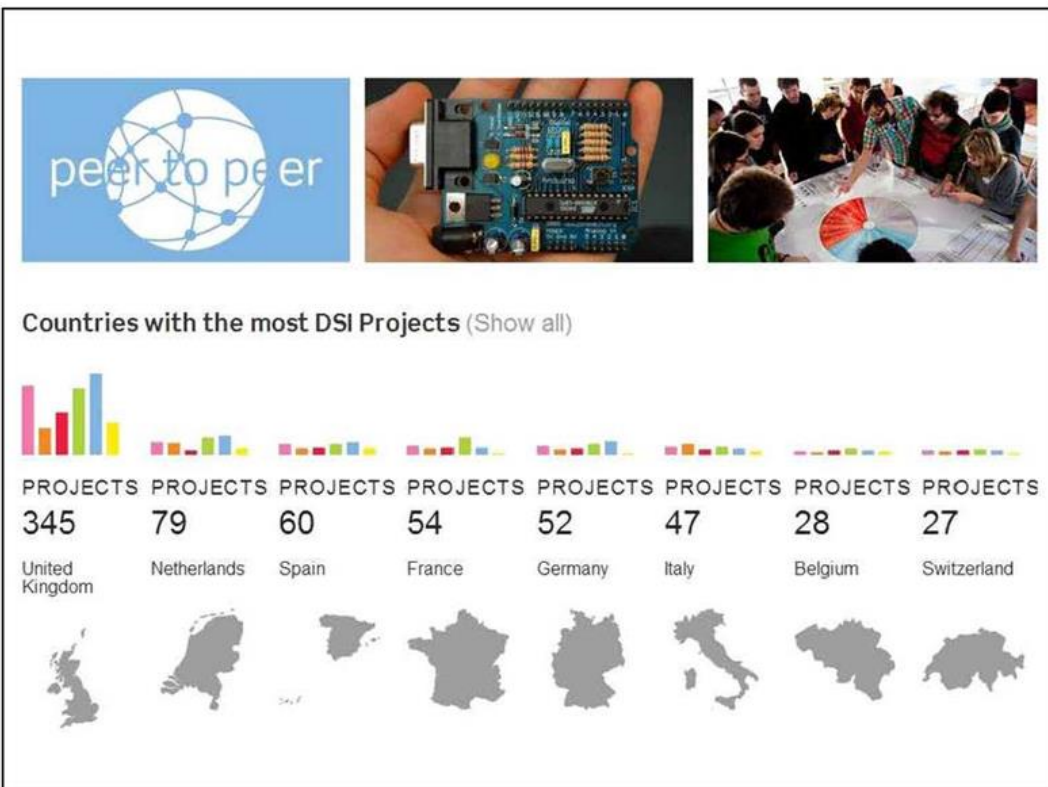 peer to peer
Countries with the most DSI Projects (Show all)
PROJECTS PROJECTS PROJECTS PROJECTS PROJECTS PROJECTS PROJECTS PROJECTS
345 79 60 54 52 47 28 27
United Kingdom Netherlands Spain France Germany Italy Belgium Switzerland